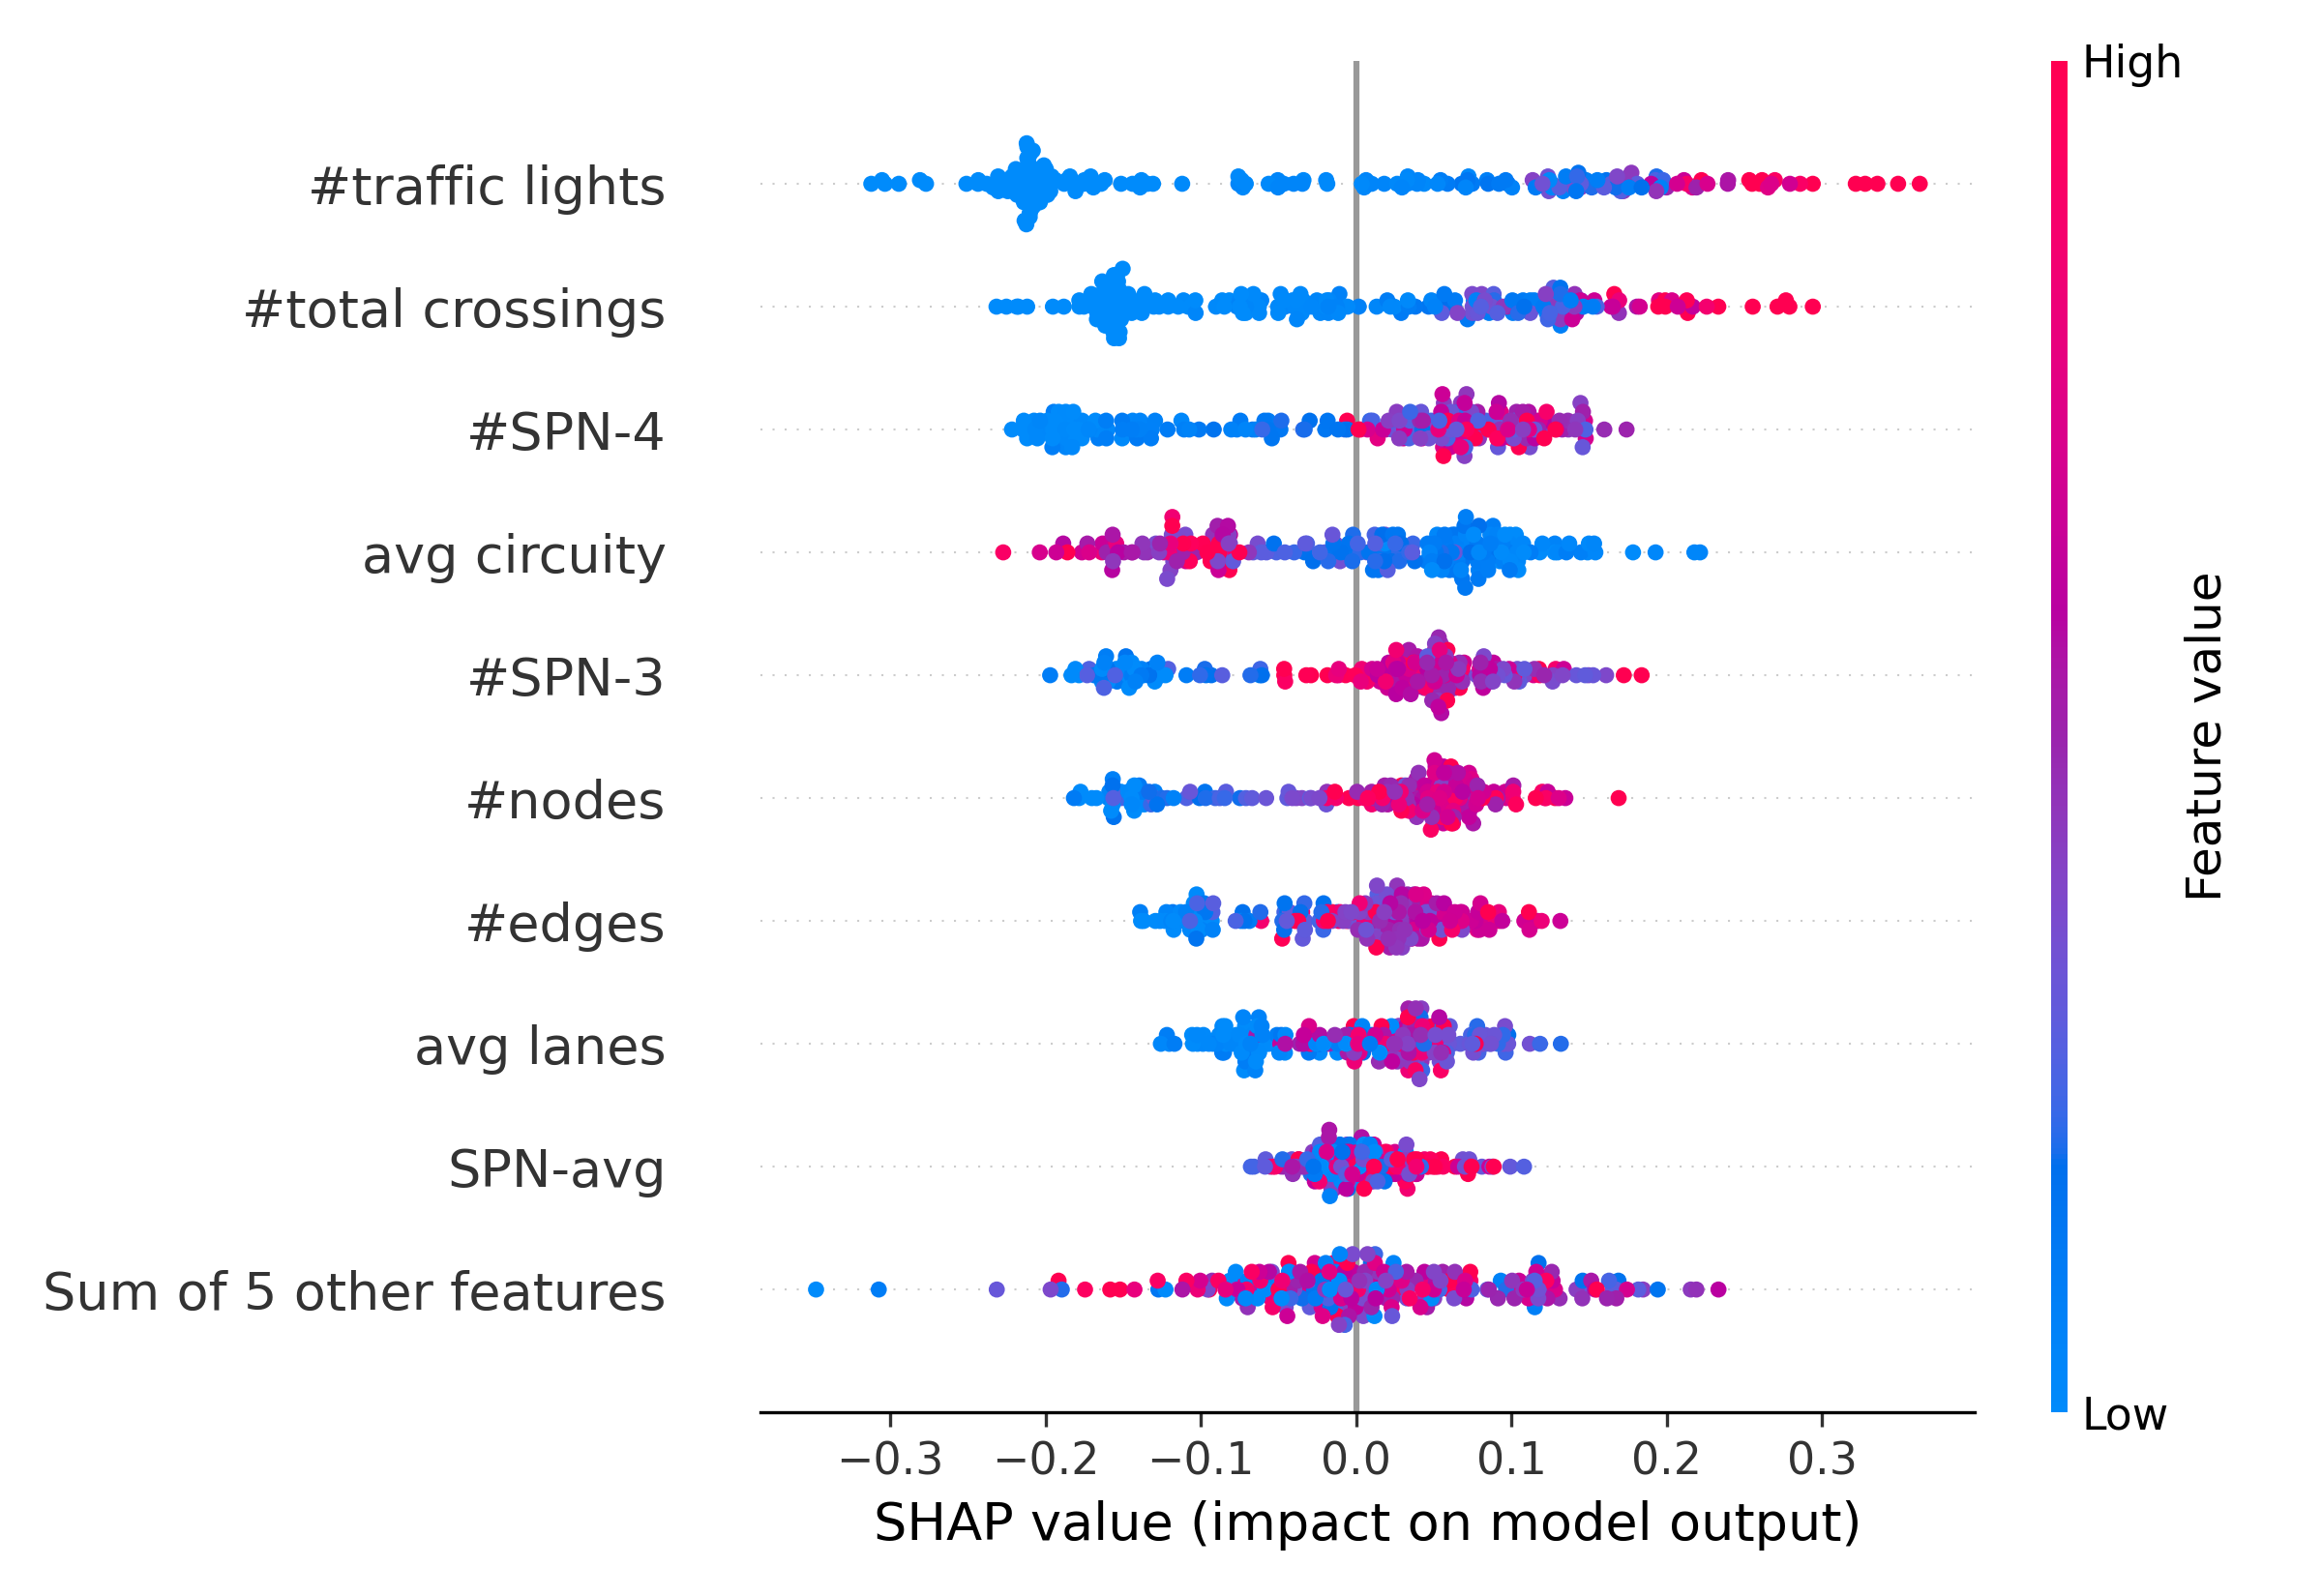 High
#traffic lights
#total crossings
#SPN-4
avg circuity
#SPN-3
#nodes
#edges
avg lanes
SPN-avg
Sum of 5 other features
Feature value
Low
−0.3 −0.2 −0.1 0.0 0.1 0.2 0.3
SHAP value (impact on model output)